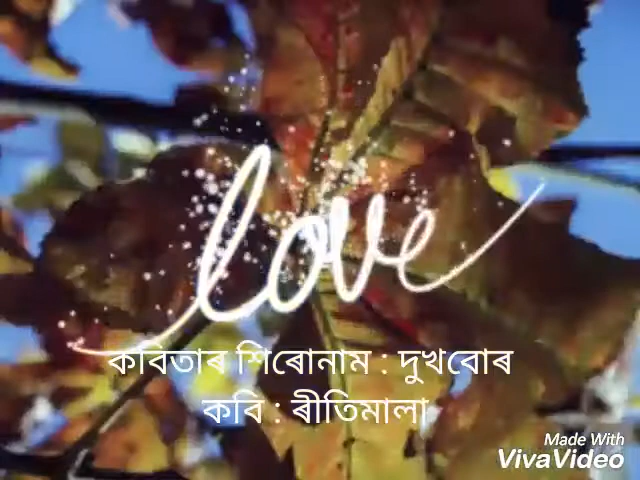 love
কবিতাৰ শিৰোনাম : দুখবোৰ
কবি : ৰীতিমালা
Made With
VivaVideo